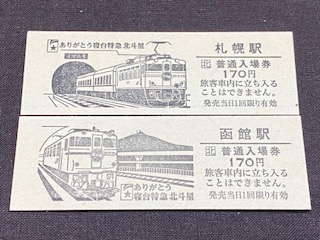 ありがとう寝台特急 北斗星
札幌駅
北 普通入場券
170円
旅客車内に立ち入る
ことはできません。
発売当日1回限り有効
函館駅
北 普通入場券
170円
旅客車内に立ち入る
ことはできません。
発売当日1回限り有効
ありがとう
寝台特急 北斗星